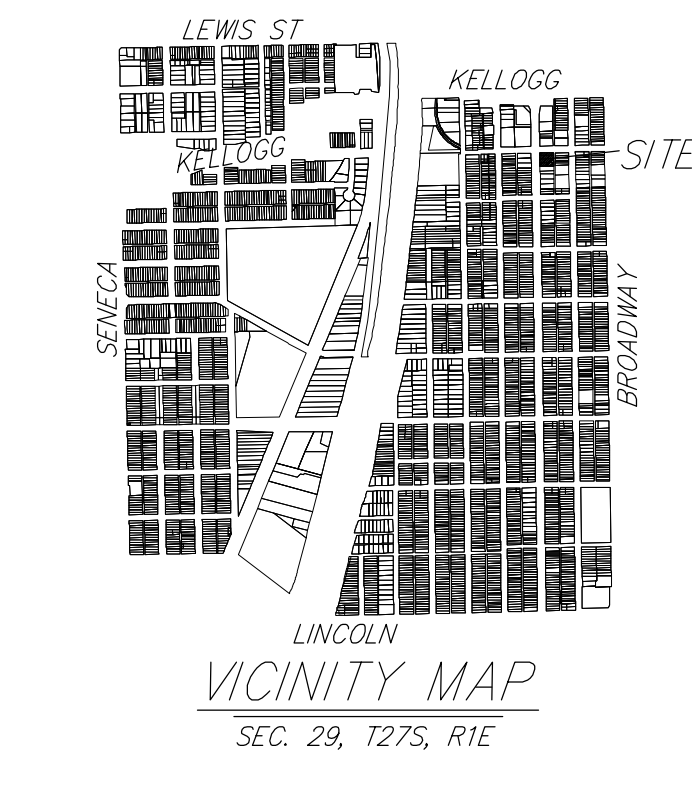 LEWIS ST
KELLOGG
KELLOGG
SITE
SENECA
BROADWAY
LINCOLN
VICINITY MAP
SEC. 29, T27S, R1E